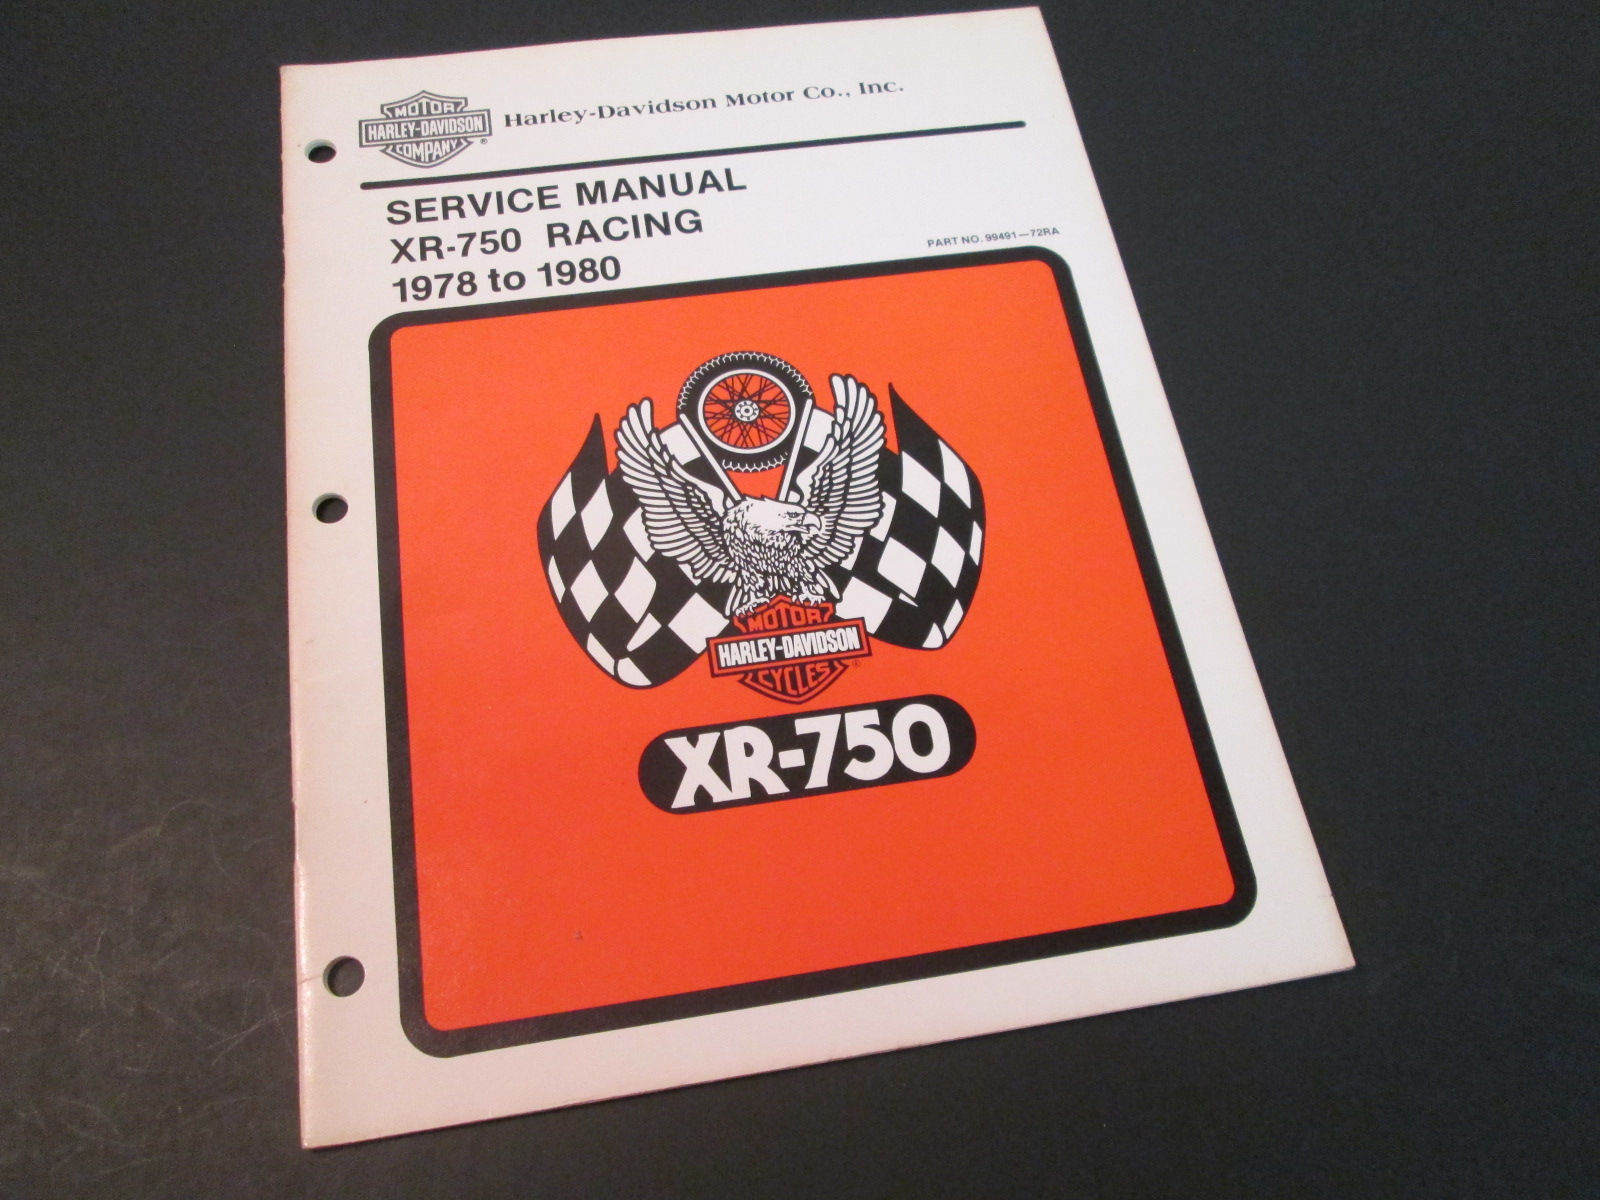 MOTOR
HARLEY-DAVIDSON
COMPANY
®
Harley-Davidson Motor Co., Inc.
SERVICE MANUAL
XR-750 RACING
1978 to 1980
PART NO. 99491—72RA
MOTOR
HARLEY-DAVIDSON
CYCLES
®
XR-750